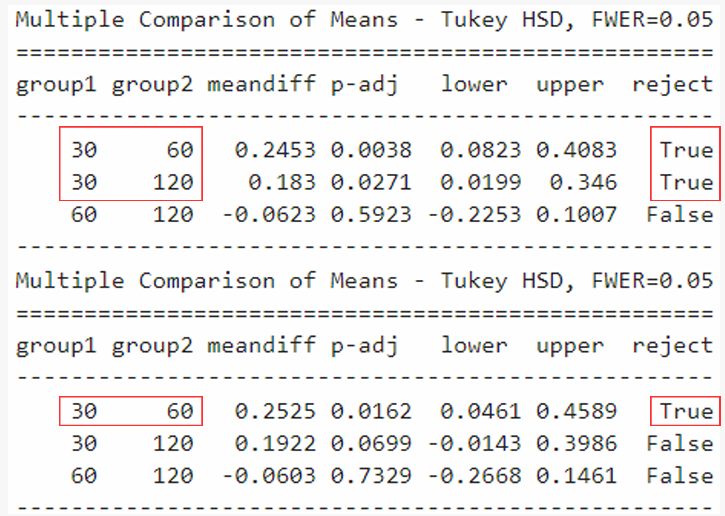 Multiple Comparison of Means - Tukey HSD, FWER=0.05
===================================================
group1 group2 meandiff p-adj   lower  upper  reject
---------------------------------------------------
    30     60   0.2453 0.0038  0.0823 0.4083   True
    30    120    0.183 0.0271  0.0199  0.346   True
    60    120  -0.0623 0.5923 -0.2253 0.1007  False
---------------------------------------------------
Multiple Comparison of Means - Tukey HSD, FWER=0.05
===================================================
group1 group2 meandiff p-adj   lower  upper  reject
---------------------------------------------------
    30     60   0.2525 0.0162  0.0461 0.4589   True
    30    120   0.1922 0.0699 -0.0143 0.3986  False
    60    120  -0.0603 0.7329 -0.2668 0.1461  False
---------------------------------------------------